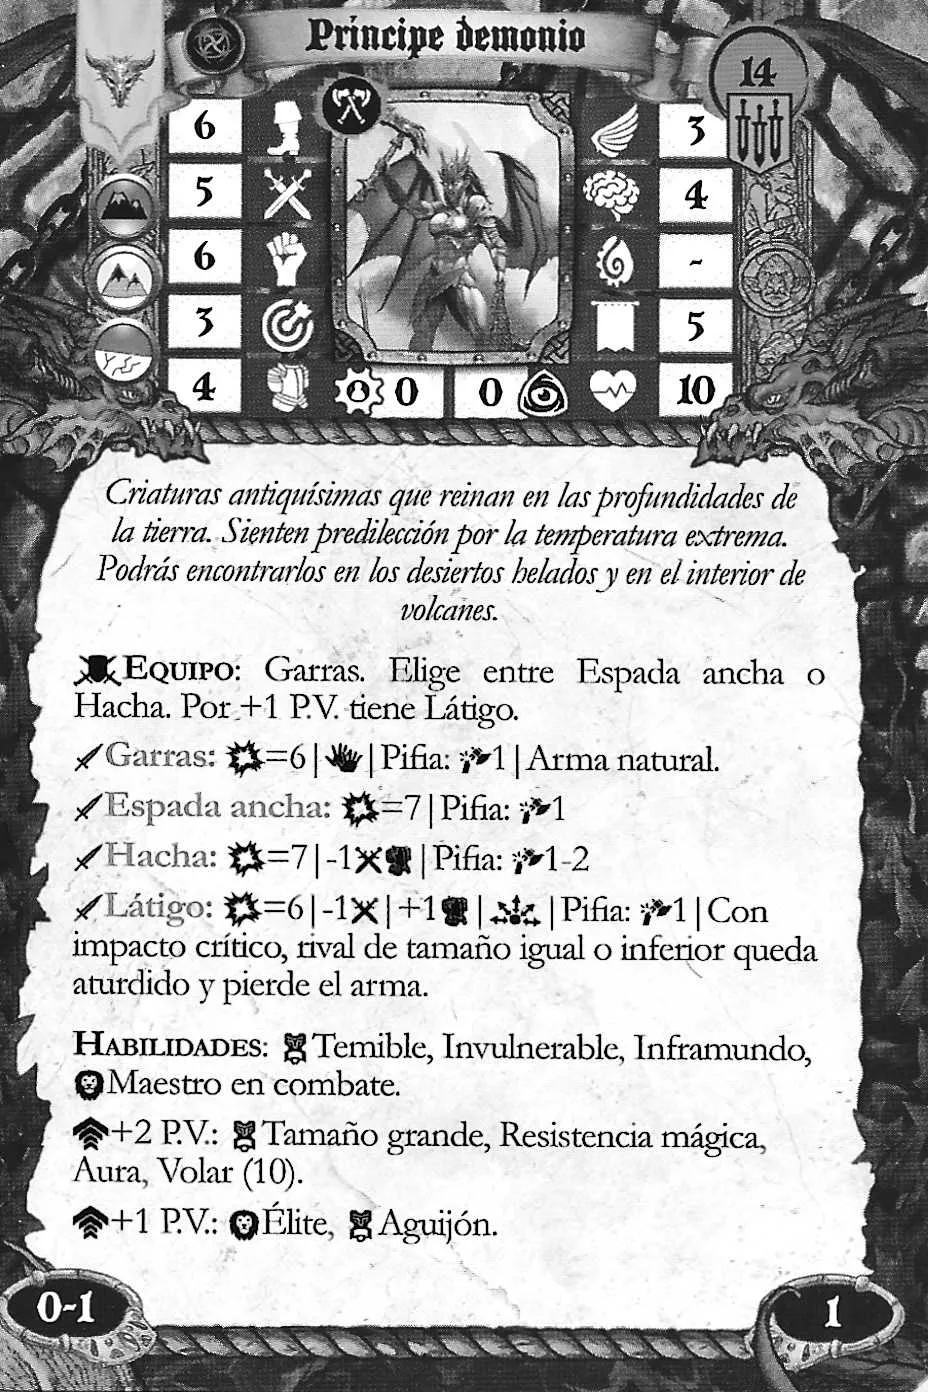 Príncipe demonio
14
6
3
5
4
6
-
3
5
4
0
0
10
Criaturas antiquísimas que reinan en las profundidades de
la tierra. Sienten predilección por la temperatura extrema.
Podrás encontrarlos en los desiertos helados y en el interior de
volcanes.
EQUIPO: Garras. Elige entre Espada ancha o
Hacha. Por +1 P.V. tiene Látigo.
Garras: =6 | | Pifia: 1 | Arma natural.
Espada ancha: =7 | Pifia: 1
Hacha: =7 | -1 | Pifia: 1-2
Látigo: =6 | -1 | +1 | | Pifia: 1 | Con
impacto crítico, rival de tamaño igual o inferior queda
aturdido y pierde el arma.
HABILIDADES: Temible, Invulnerable, Inframundo,
Maestro en combate.
+2 P.V.: Tamaño grande, Resistencia mágica,
Aura, Volar (10).
+1 P.V.: Élite, Aguijón.
0-1
1